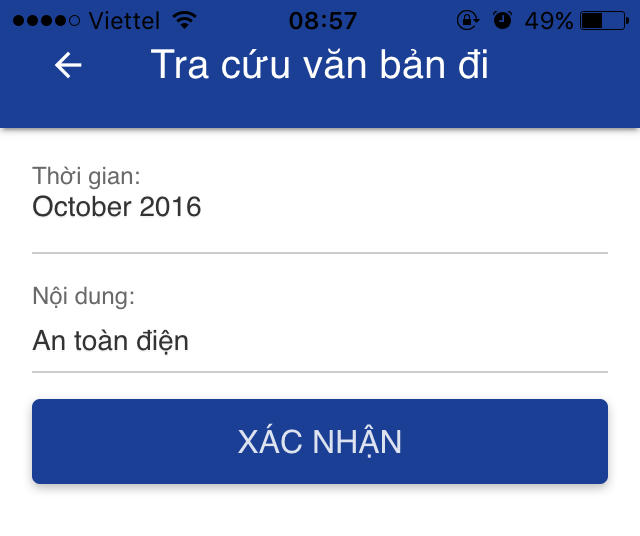 Viettel 08:57 49%
Tra cứu văn bản đi
Thời gian:
October 2016
Nội dung:
An toàn điện
XÁC NHẬN